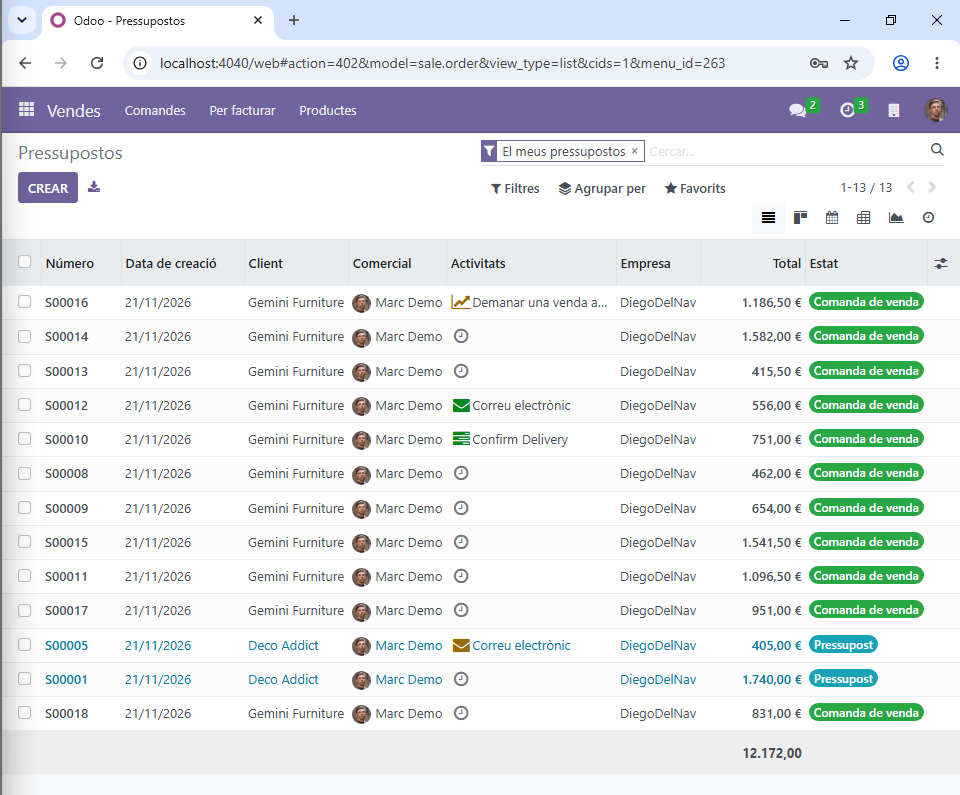 Odoo - Pressupostos
localhost:4040/web#action=402&model=sale.order&view_type=list&cids=1&menu_id=263
Vendes Comandes Per facturar Productes 2 3
Pressupostos El meus pressupostos × Cercar...
CREAR Filtres Agrupar per Favorits 1-13 / 13
Número Data de creació Client Comercial Activitats Empresa Total Estat
S00016 21/11/2026 Gemini Furniture Marc Demo Demanar una venda a... DiegoDelNav 1.186,50 € Comanda de venda
S00014 21/11/2026 Gemini Furniture Marc Demo DiegoDelNav 1.582,00 € Comanda de venda
S00013 21/11/2026 Gemini Furniture Marc Demo DiegoDelNav 415,50 € Comanda de venda
S00012 21/11/2026 Gemini Furniture Marc Demo Correu electrònic DiegoDelNav 556,00 € Comanda de venda
S00010 21/11/2026 Gemini Furniture Marc Demo Confirm Delivery DiegoDelNav 751,00 € Comanda de venda
S00008 21/11/2026 Gemini Furniture Marc Demo DiegoDelNav 462,00 € Comanda de venda
S00009 21/11/2026 Gemini Furniture Marc Demo DiegoDelNav 654,00 € Comanda de venda
S00015 21/11/2026 Gemini Furniture Marc Demo DiegoDelNav 1.541,50 € Comanda de venda
S00011 21/11/2026 Gemini Furniture Marc Demo DiegoDelNav 1.096,50 € Comanda de venda
S00017 21/11/2026 Gemini Furniture Marc Demo DiegoDelNav 951,00 € Comanda de venda
S00005 21/11/2026 Deco Addict Marc Demo Correu electrònic DiegoDelNav 405,00 € Pressupost
S00001 21/11/2026 Deco Addict Marc Demo DiegoDelNav 1.740,00 € Pressupost
S00018 21/11/2026 Gemini Furniture Marc Demo DiegoDelNav 831,00 € Comanda de venda
12.172,00